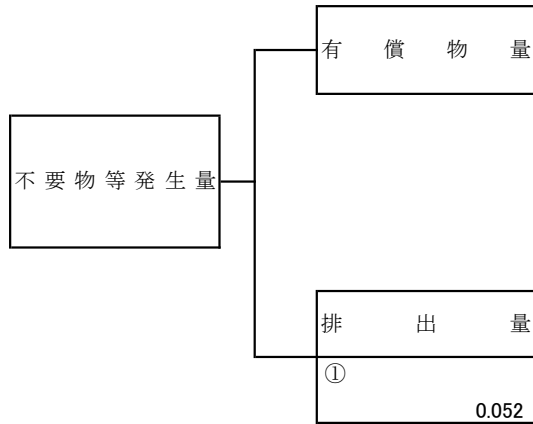 有償物量
不要物等発生量
排出量
①
0.052